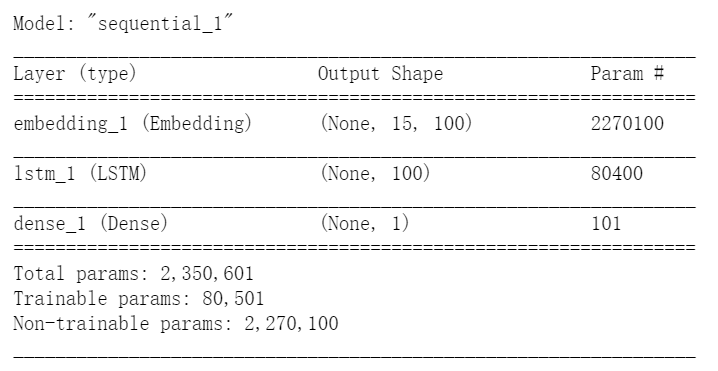 Model: "sequential_1"
_________________________________________________________________
Layer (type)                 Output Shape              Param #
=================================================================
embedding_1 (Embedding)      (None, 15, 100)           2270100
_________________________________________________________________
lstm_1 (LSTM)                (None, 100)               80400
_________________________________________________________________
dense_1 (Dense)              (None, 1)                 101
=================================================================
Total params: 2,350,601
Trainable params: 80,501
Non-trainable params: 2,270,100
_________________________________________________________________